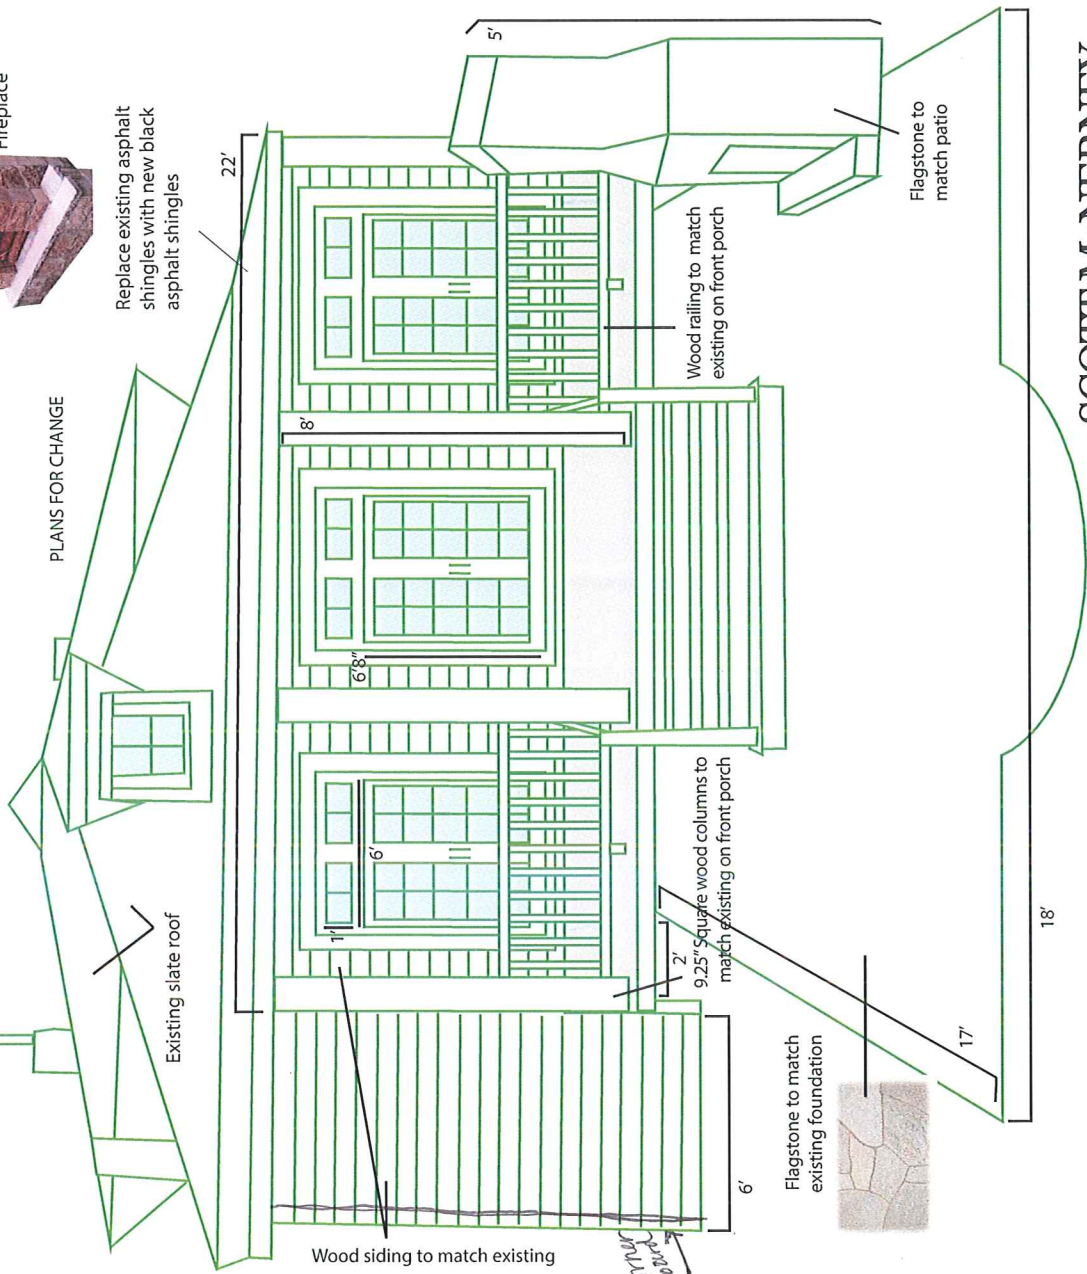 Fireplace
Replace existing asphalt
shingles with new black
asphalt shingles
PLANS FOR CHANGE
Existing slate roof
22'
5'
8'
6'8"
6'
1'
Wood railing to match
existing on front porch
Flagstone to
match patio
2'
9.25" Square wood columns to
match existing on front porch
Flagstone to match
existing foundation
17'
18'
6'
Wood siding to match existing